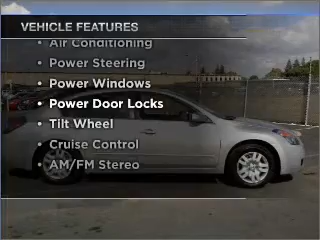 VEHICLE FEATURES
• Air Conditioning
• Power Steering
• Power Windows
• Power Door Locks
• Tilt Wheel
• Cruise Control
• AM/FM Stereo